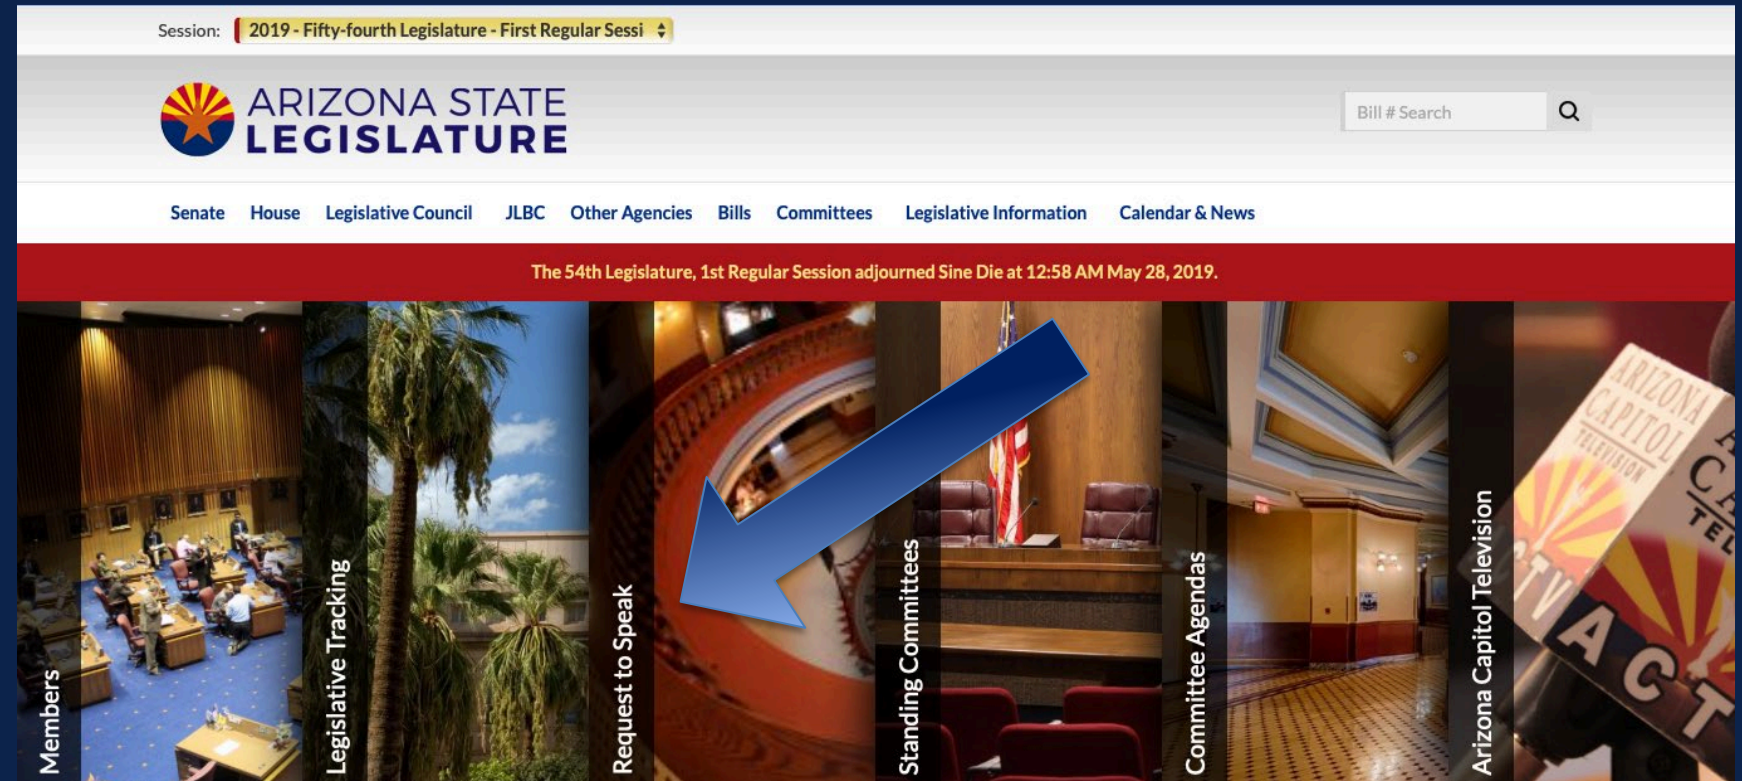 Session: 2019 - Fifty-fourth Legislature - First Regular Sessi
ARIZONA STATE
LEGISLATURE
Bill # Search
Senate House Legislative Council JLBC Other Agencies Bills Committees Legislative Information Calendar & News
The 54th Legislature, 1st Regular Session adjourned Sine Die at 12:58 AM May 28, 2019.
Members
Legislative Tracking
Request to Speak
Standing Committees
Committee Agendas
Arizona Capitol Television
ARIZONA
CAPITOL
TELEVISION
ACT